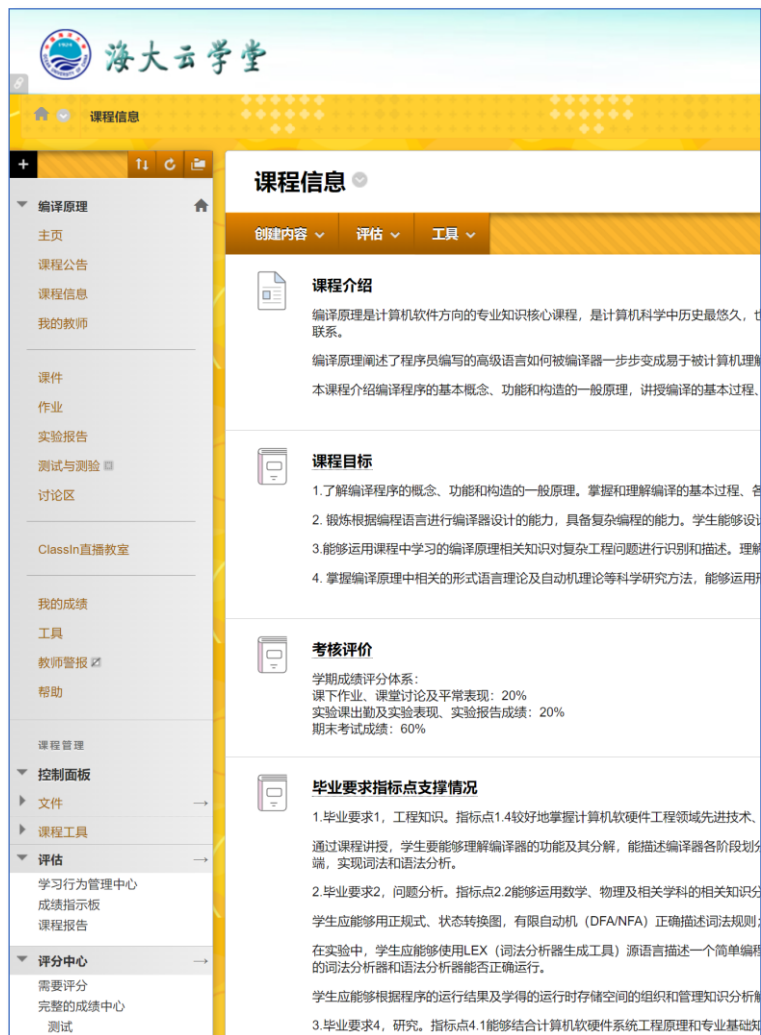 海大云学堂
课程信息
编译原理
主页
课程公告
课程信息
我的教师
课件
作业
实验报告
测试与测验
讨论区
ClassIn直播教室
我的成绩
工具
教师警报
帮助
课程管理
控制面板
文件
课程工具
评估
学习行为管理中心
成绩指示板
课程报告
评分中心
需要评分
完整的成绩中心
测试
课程信息
创建内容
评估
工具
课程介绍
编译原理是计算机软件方向的专业知识核心课程，是计算机科学中历史最悠久，也
联系。
编译原理阐述了程序员编写的高级语言如何被编译器一步步变成易于被计算机理解
本课程介绍编译程序的基本概念、功能和构造的一般原理，讲授编译的基本过程、
课程目标
1.了解编译程序的概念、功能和构造的一般原理。掌握和理解编译的基本过程、各
2. 锻炼根据编程语言进行编译器设计的能力，具备复杂编程的能力。学生能够设计
3.能够运用课程中学习的编译原理相关知识对复杂工程问题进行识别和描述。理解
4. 掌握编译原理中相关的形式语言理论及自动机理论等科学研究方法，能够运用形
考核评价
学期成绩评分体系：
课下作业、课堂讨论及平常表现：20%
实验课出勤及实验表现、实验报告成绩：20%
期末考试成绩：60%
毕业要求指标点支撑情况
1.毕业要求1，工程知识。指标点1.4较好地掌握计算机软硬件工程领域先进技术、
通过课程讲授，学生要能够理解编译器的功能及其分解，能描述编译器各阶段划分
端，实现词法和语法分析。
2.毕业要求2，问题分析。指标点2.2能够运用数学、物理及相关学科的相关知识分
学生应能够用正规式、状态转换图，有限自动机（DFA/NFA）正确描述词法规则；
在实验中，学生应能够使用LEX（词法分析器生成工具）源语言描述一个简单编程
的词法分析器和语法分析器能否正确运行。
学生应能够根据程序的运行结果及学得的运行时存储空间的组织和管理知识分析解
3.毕业要求4，研究。指标点4.1能够结合计算机软硬件系统工程原理和专业基础知